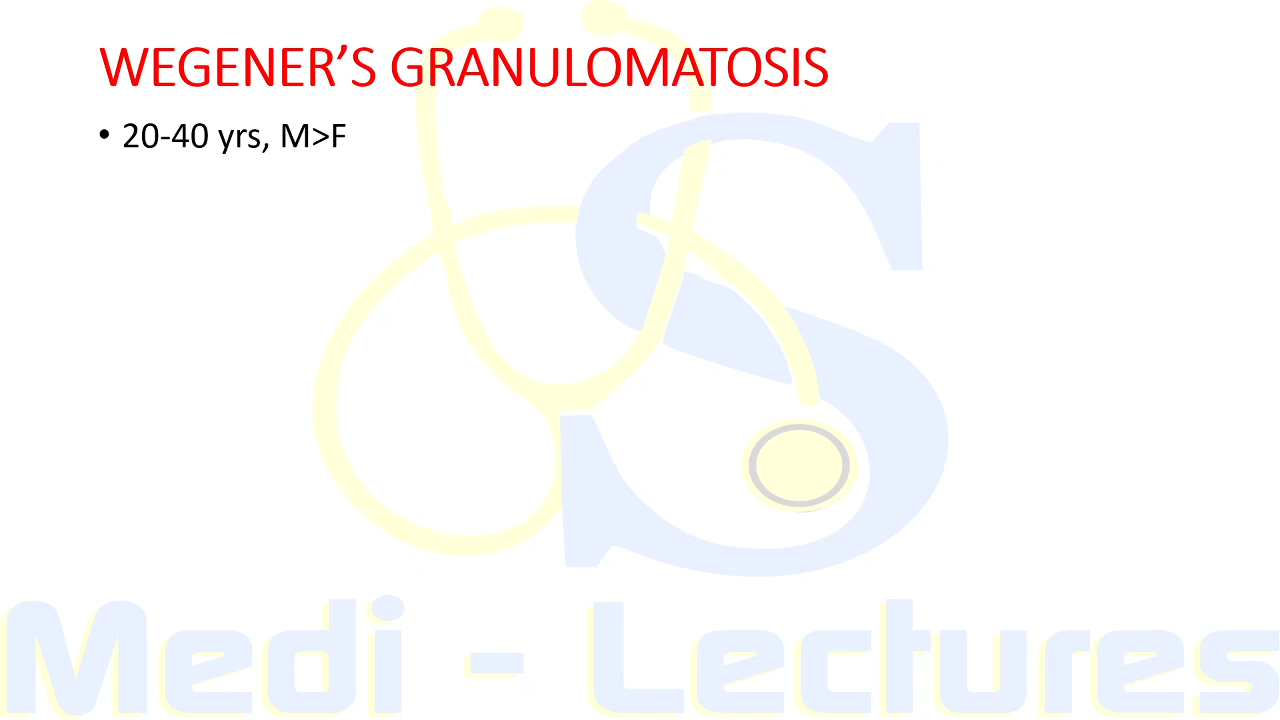 WEGENER’S GRANULOMATOSIS
• 20-40 yrs, M>F
S
Medi - Lectures